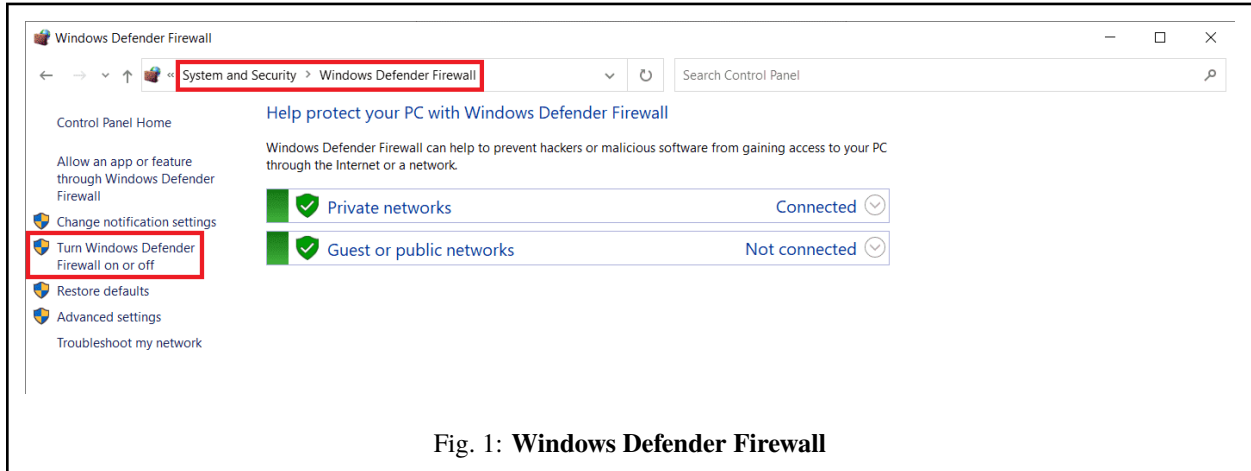 Windows Defender Firewall
« System and Security > Windows Defender Firewall
Search Control Panel
Control Panel Home
Allow an app or feature
through Windows Defender
Firewall
Change notification settings
Turn Windows Defender
Firewall on or off
Restore defaults
Advanced settings
Troubleshoot my network
Help protect your PC with Windows Defender Firewall
Windows Defender Firewall can help to prevent hackers or malicious software from gaining access to your PC
through the Internet or a network.
Private networks Connected
Guest or public networks Not connected
Fig. 1: Windows Defender Firewall